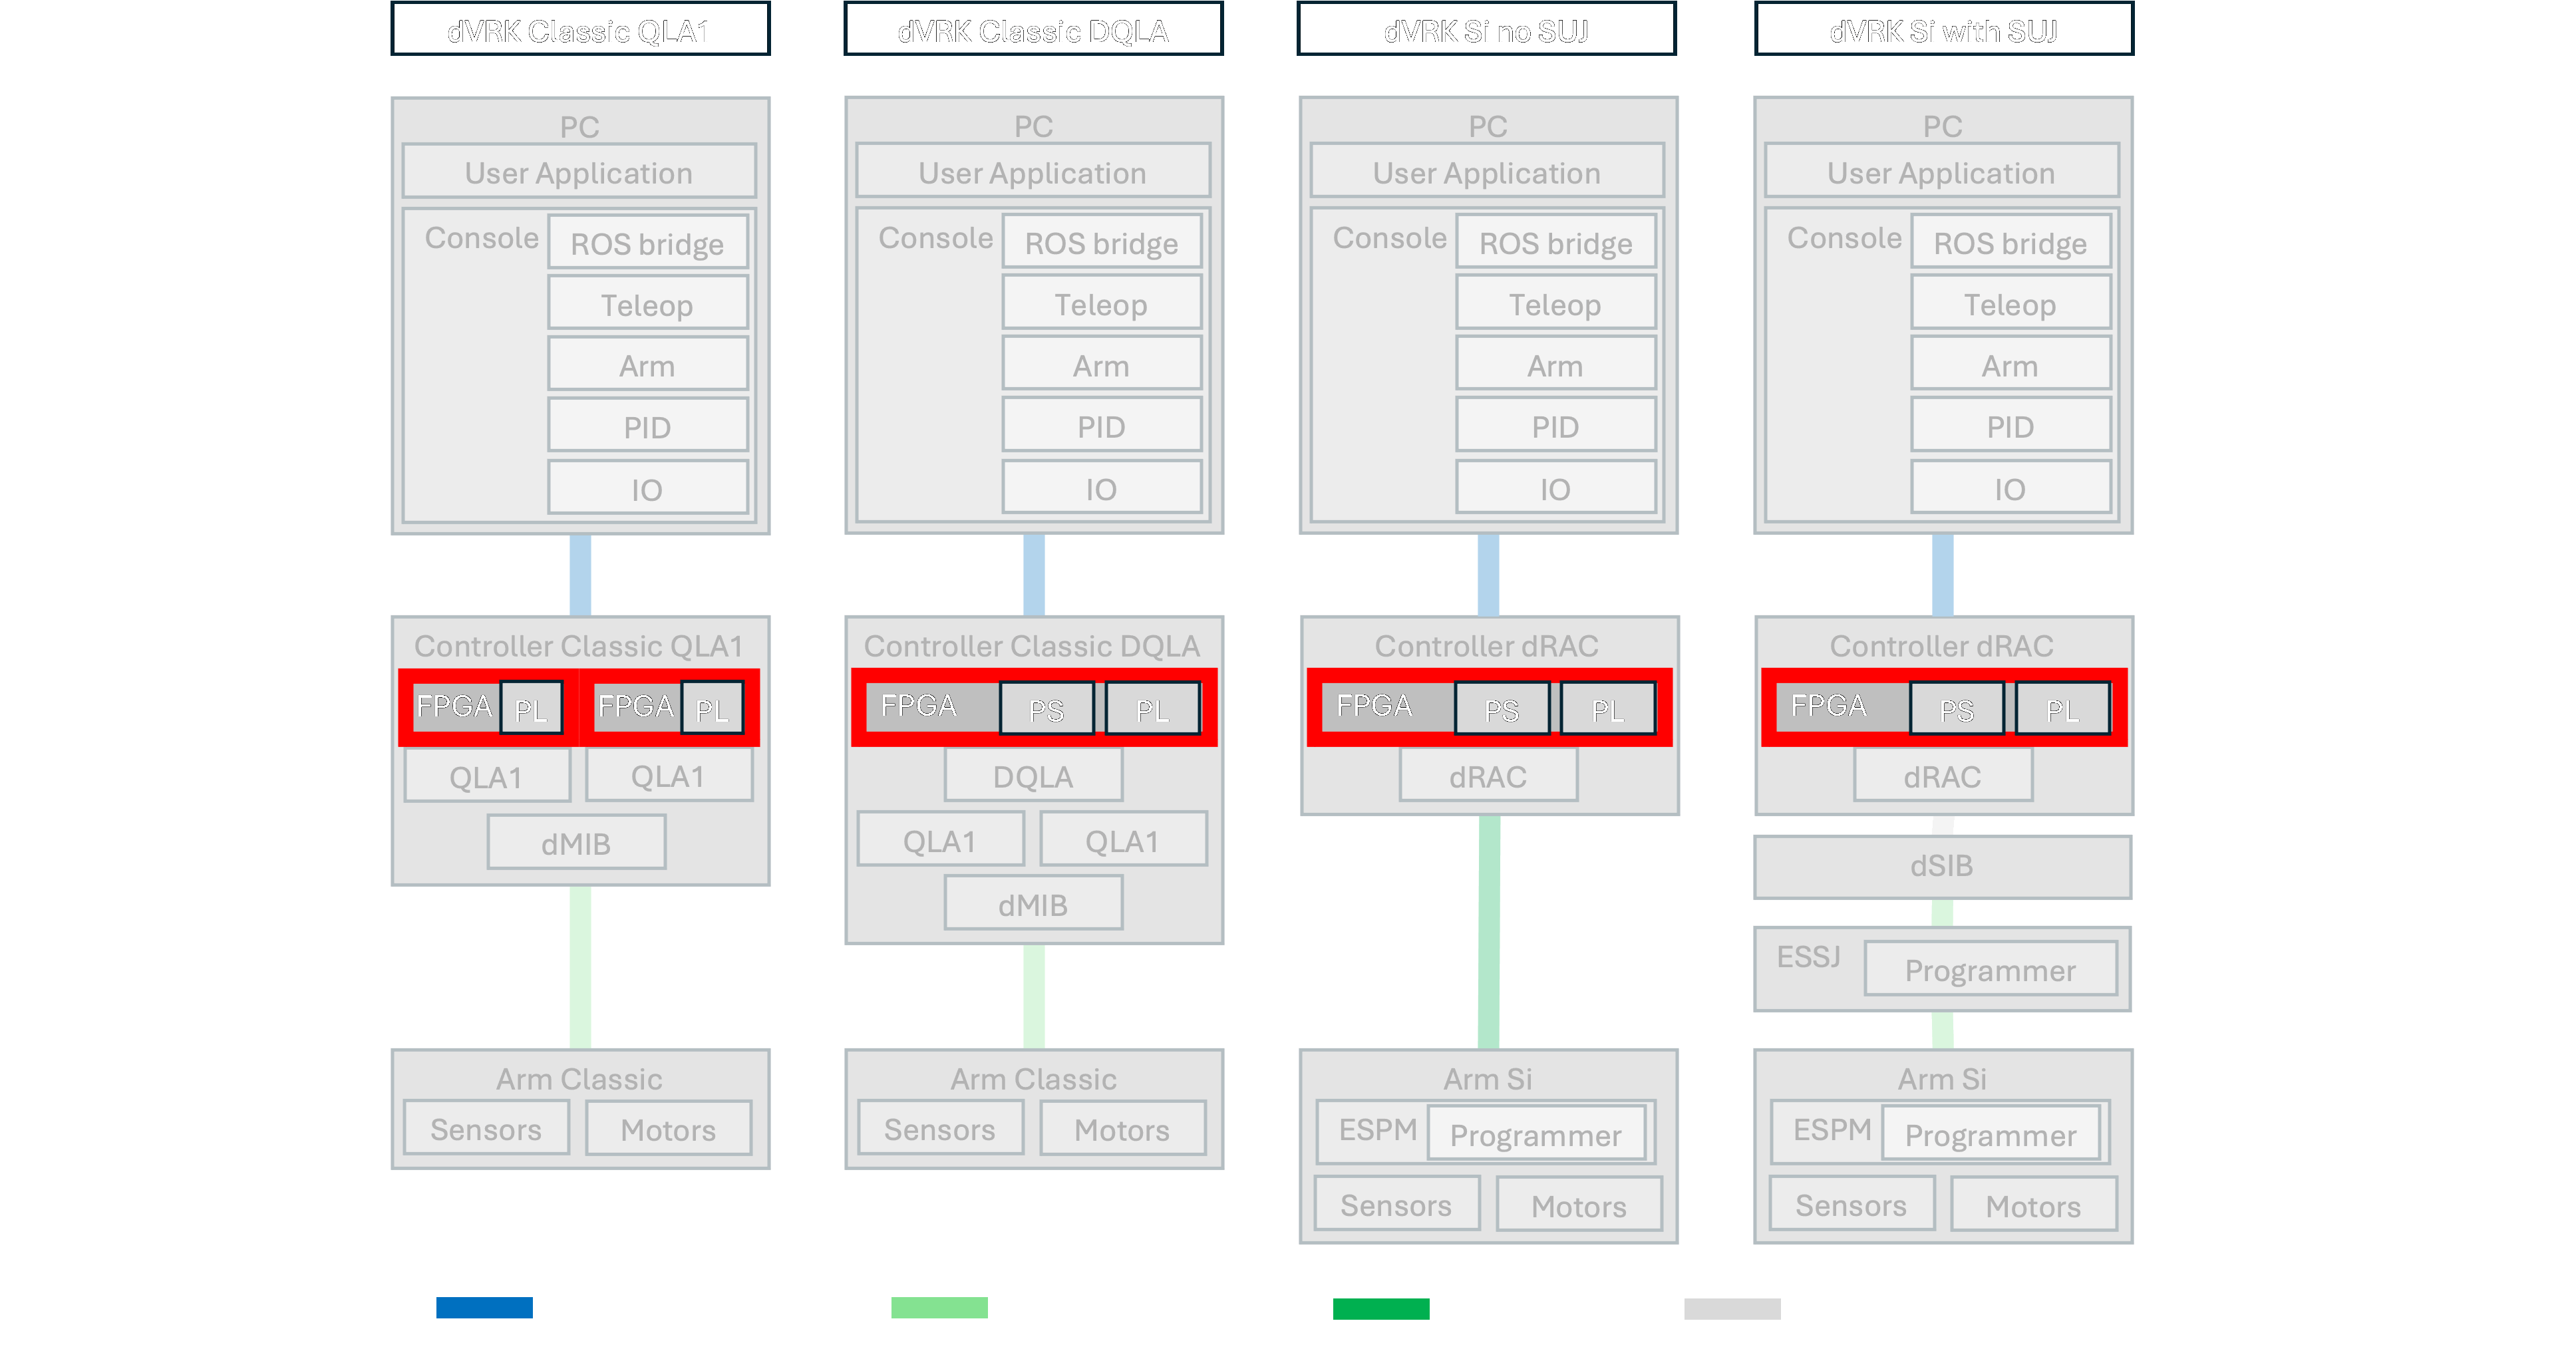 dVRK Classic QLA1
PC
User Application
Console
ROS bridge
Teleop
Arm
PID
IO
Controller Classic QLA1
FPGA
PL
FPGA
PL
QLA1
QLA1
dMIB
Arm Classic
Sensors
Motors
dVRK Classic DQLA
PC
User Application
Console
ROS bridge
Teleop
Arm
PID
IO
Controller Classic DQLA
FPGA
PS
PL
DQLA
QLA1
QLA1
dMIB
Arm Classic
Sensors
Motors
dVRK Si no SUJ
PC
User Application
Console
ROS bridge
Teleop
Arm
PID
IO
Controller dRAC
FPGA
PS
PL
dRAC
Arm Si
ESPM
Programmer
Sensors
Motors
dVRK Si with SUJ
PC
User Application
Console
ROS bridge
Teleop
Arm
PID
IO
Controller dRAC
FPGA
PS
PL
dRAC
dSIB
ESSJ
Programmer
Arm Si
ESPM
Programmer
Sensors
Motors